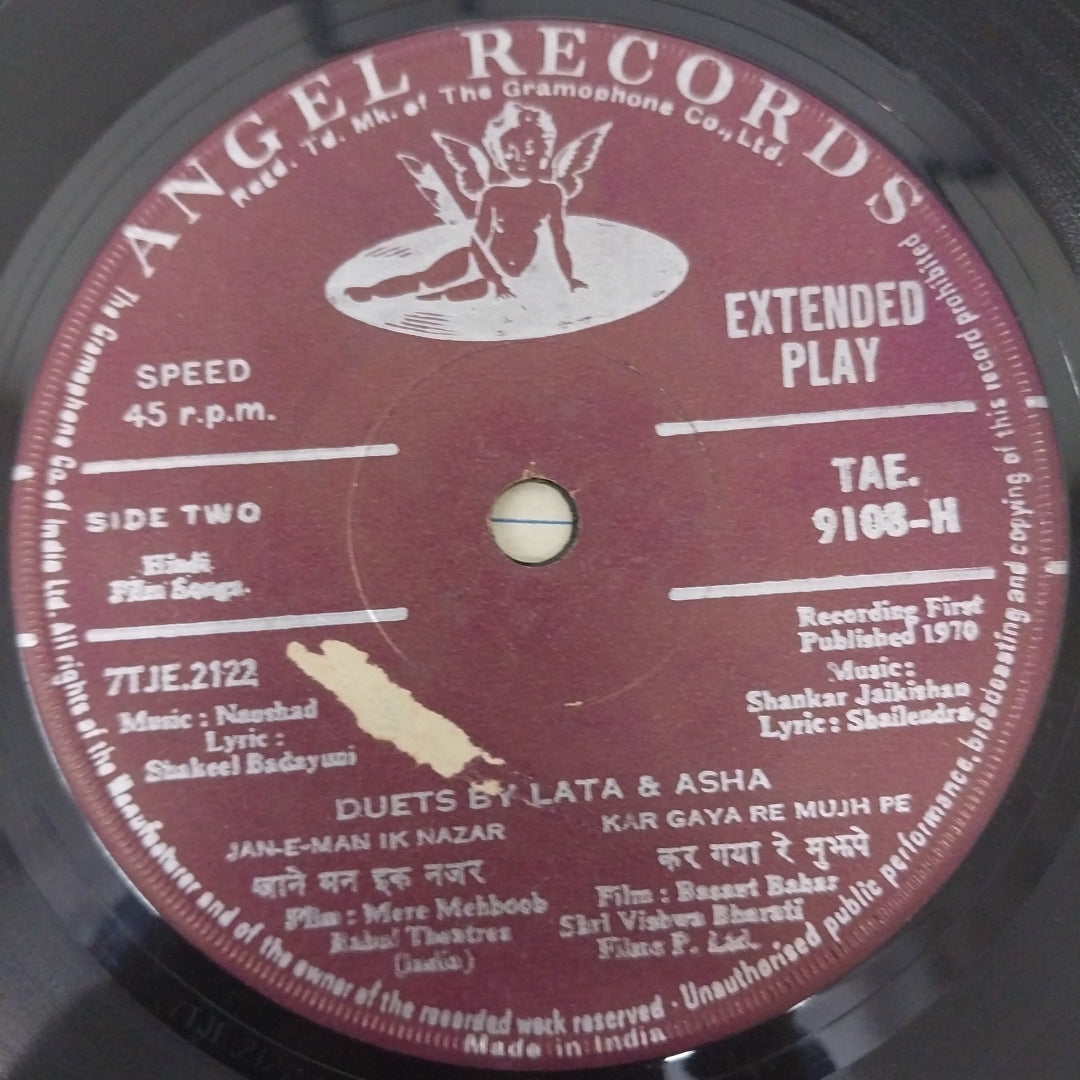 ANGEL RECORDS
Regd. Td. Mk. of The Gramophone Co., Ltd.
EXTENDED
PLAY
SPEED
45 r.p.m.
TAE.
9108-H
SIDE TWO
Hindi
Film Songs.
Recording First
Published 1970
7TJE.2122
Music : Naushad
Lyric :
Shakeel Badayuni
Music :
Shankar Jaikishan
Lyric : Shailendra
DUETS BY LATA & ASHA
JAN-E-MAN IK NAZAR
जाने मन इक नजर
Film : Mere Mehboob
Rahul Theatres
(India)
KAR GAYA RE MUJH PE
कर गया रे मुझपे
Film : Basant Bahar
Shri Vishwa Bharati
Films P. Ltd.
The Gramophone Co. of India Ltd. All rights of the Manufacturer and of the owner of the recorded work reserved · Unauthorised public performance, broadcasting and copying of this record prohibited
Made in India